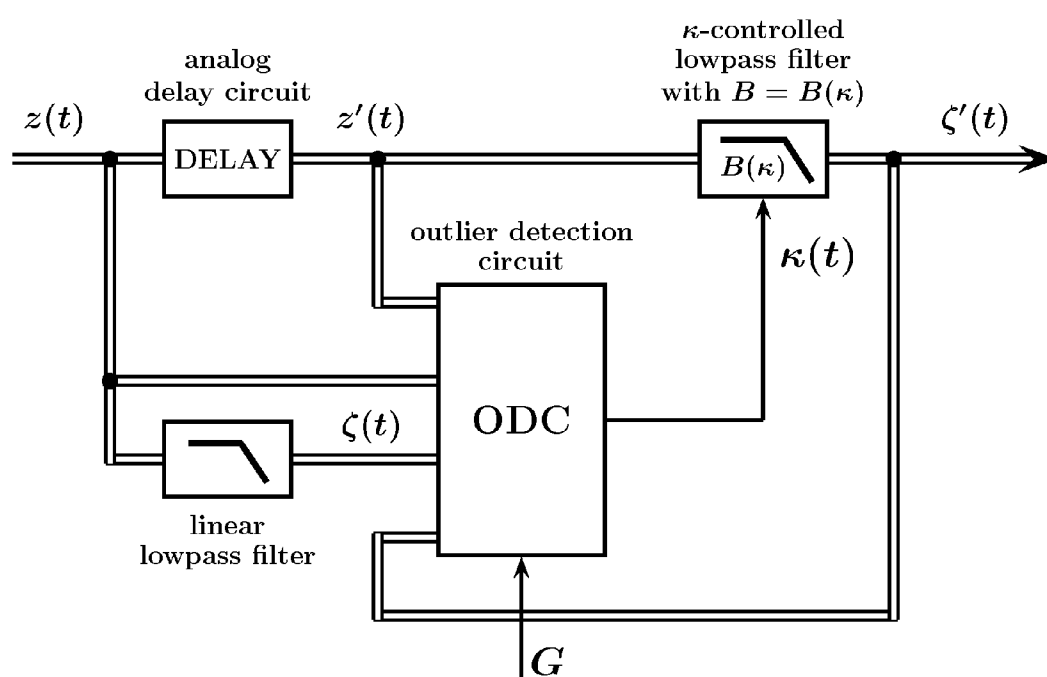 κ-controlled
lowpass filter
with B = B(κ)
analog
delay circuit
z(t)
DELAY
z′(t)
B(κ)
ζ′(t)
outlier detection
circuit
κ(t)
ODC
ζ(t)
linear
lowpass filter
G